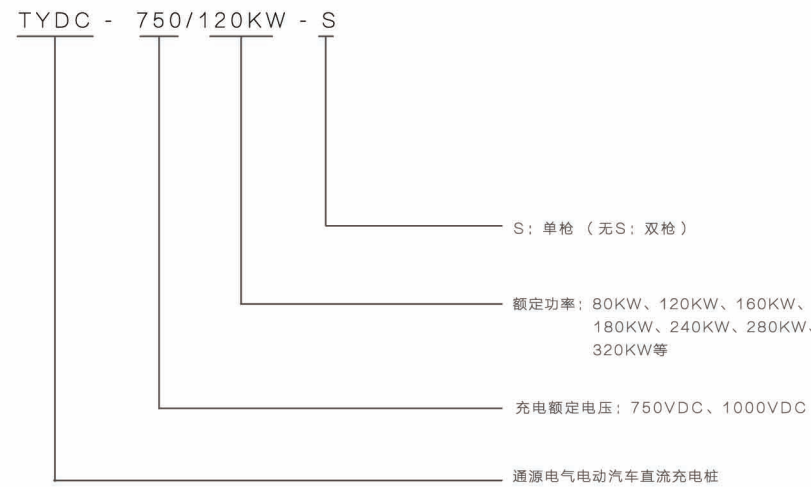 TYDC - 750/120KW - S
S：单枪（无S：双枪）
额定功率：80KW、120KW、160KW、
180KW、240KW、280KW、
320KW等
充电额定电压：750VDC、1000VDC
通源电气电动汽车直流充电桩